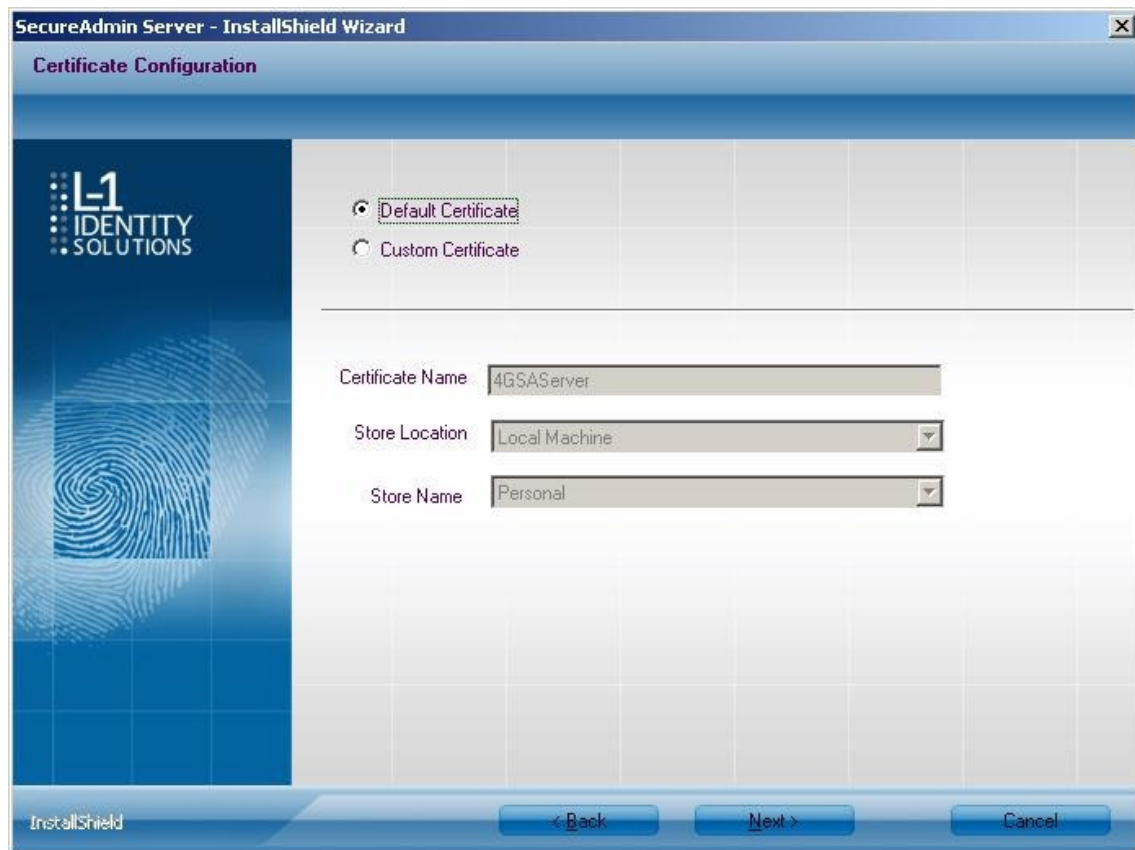 SecureAdmin Server - InstallShield Wizard
Certificate Configuration
L-1
IDENTITY
SOLUTIONS
Default Certificate
Custom Certificate
Certificate Name
4GSAServer
Store Location
Local Machine
Store Name
Personal
InstallShield
< Back
Next >
Cancel